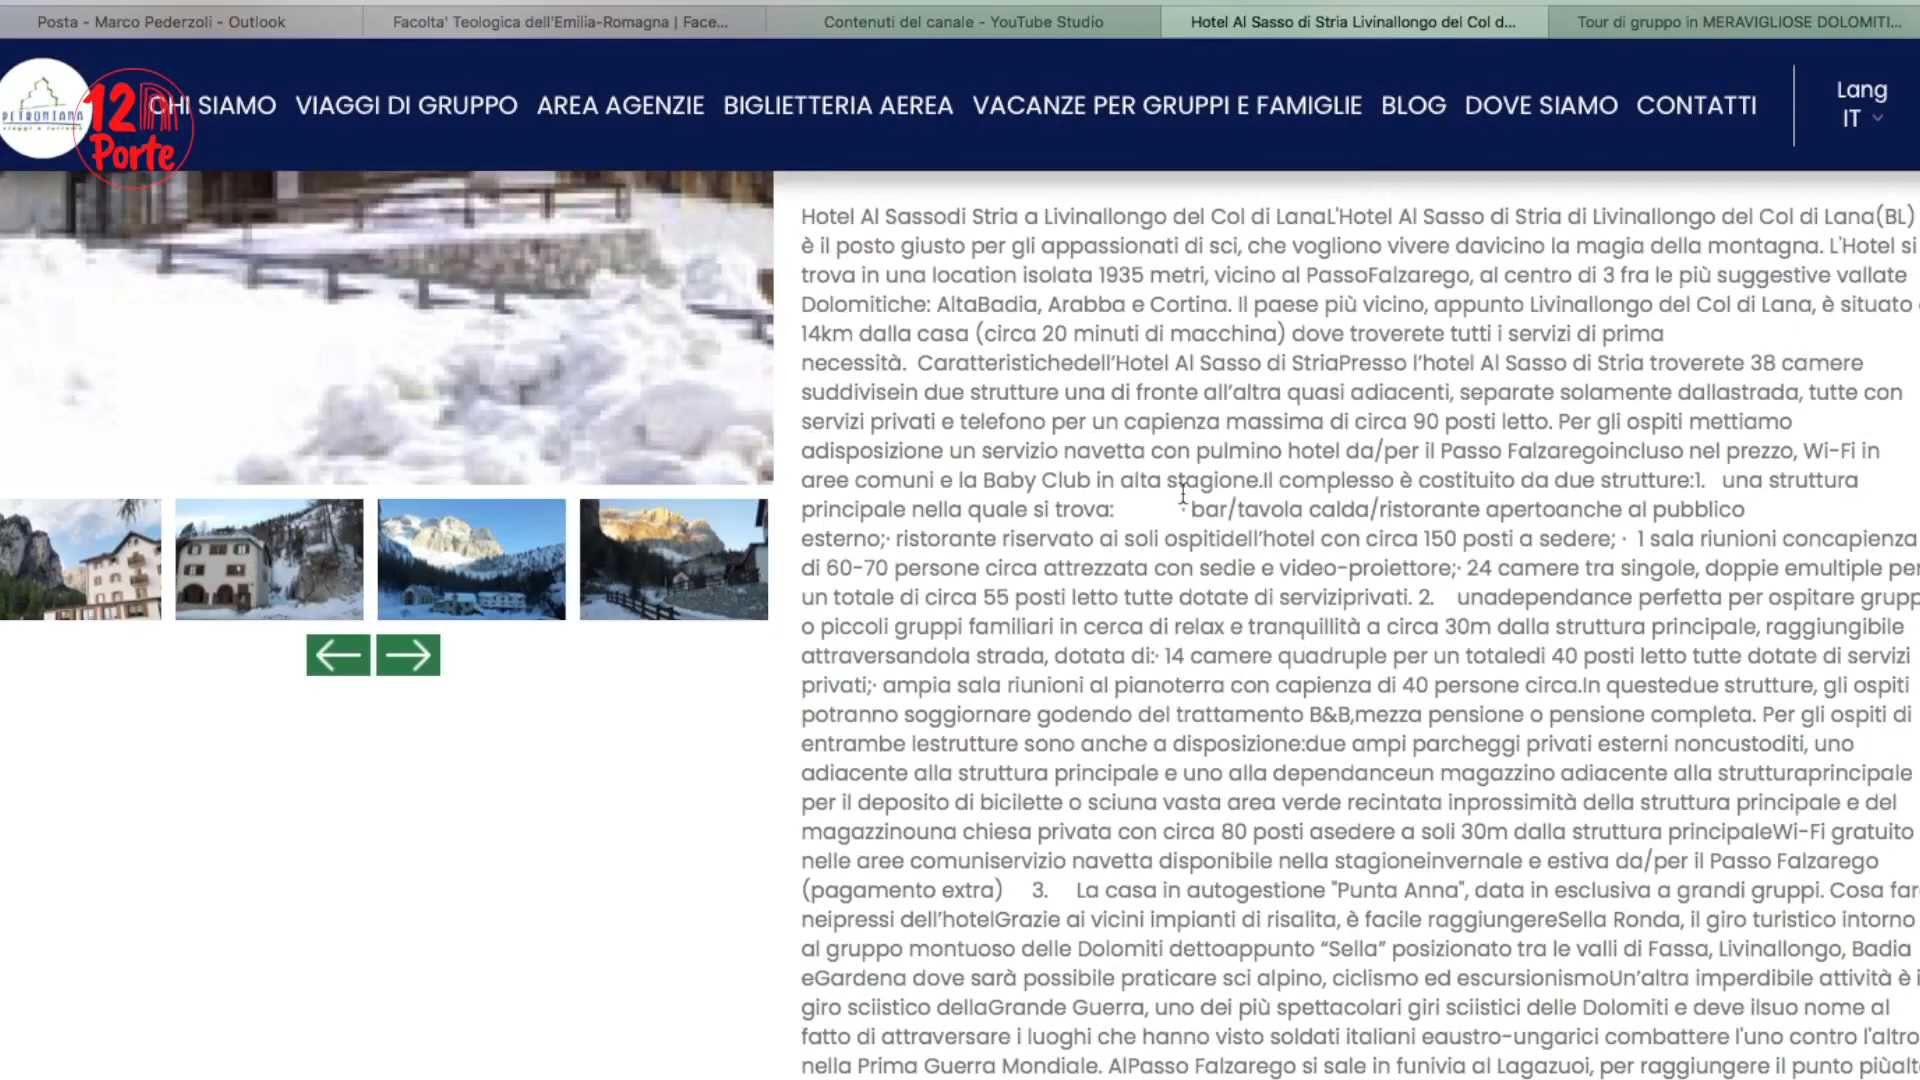 Posta - Marco Pederzoli - Outlook
Facolta' Teologica dell'Emilia-Romagna | Face...
Contenuti del canale - YouTube Studio
Hotel Al Sasso di Stria Livinallongo del Col d...
Tour di gruppo in MERAVIGLIOSE DOLOMITI...
PETRONIANA
viaggi e turismo
12
Porte
CHI SIAMO
VIAGGI DI GRUPPO
AREA AGENZIE
BIGLIETTERIA AEREA
VACANZE PER GRUPPI E FAMIGLIE
BLOG
DOVE SIAMO
CONTATTI
Lang
IT
Hotel Al Sassodi Stria a Livinallongo del Col di LanaL'Hotel Al Sasso di Stria di Livinallongo del Col di Lana(BL)
è il posto giusto per gli appassionati di sci, che vogliono vivere davicino la magia della montagna. L'Hotel si
trova in una location isolata 1935 metri, vicino al PassoFalzarego, al centro di 3 fra le più suggestive vallate
Dolomitiche: AltaBadia, Arabba e Cortina. Il paese più vicino, appunto Livinallongo del Col di Lana, è situato
14km dalla casa (circa 20 minuti di macchina) dove troverete tutti i servizi di prima
necessità.  Caratteristichedell’Hotel Al Sasso di StriaPresso l’hotel Al Sasso di Stria troverete 38 camere
suddivisein due strutture una di fronte all’altra quasi adiacenti, separate solamente dallastrada, tutte con
servizi privati e telefono per un capienza massima di circa 90 posti letto. Per gli ospiti mettiamo
adisposizione un servizio navetta con pulmino hotel da/per il Passo Falzaregoincluso nel prezzo, Wi-Fi in
aree comuni e la Baby Club in alta stagione.Il complesso è costituito da due strutture:1.   una struttura
principale nella quale si trova:          · bar/tavola calda/ristorante apertoanche al pubblico
esterno;· ristorante riservato ai soli ospitidell’hotel con circa 150 posti a sedere; ·  1 sala riunioni concapienza
di 60-70 persone circa attrezzata con sedie e video-proiettore;· 24 camere tra singole, doppie emultiple per
un totale di circa 55 posti letto tutte dotate di serviziprivati. 2.    unadependance perfetta per ospitare grupp
o piccoli gruppi familiari in cerca di relax e tranquillità a circa 30m dalla struttura principale, raggiungibile
attraversandola strada, dotata di:· 14 camere quadruple per un totaledi 40 posti letto tutte dotate di servizi
privati;· ampia sala riunioni al pianoterra con capienza di 40 persone circa.In questedue strutture, gli ospiti
potranno soggiornare godendo del trattamento B&B,mezza pensione o pensione completa. Per gli ospiti di
entrambe lestrutture sono anche a disposizione:due ampi parcheggi privati esterni noncustoditi, uno
adiacente alla struttura principale e uno alla dependanceun magazzino adiacente alla strutturaprincipale
per il deposito di bicilette o sciuna vasta area verde recintata inprossimità della struttura principale e del
magazzinouna chiesa privata con circa 80 posti asedere a soli 30m dalla struttura principaleWi-Fi gratuito
nelle aree comuniservizio navetta disponibile nella stagioneinvernale e estiva da/per il Passo Falzarego
(pagamento extra)    3.    La casa in autogestione "Punta Anna", data in esclusiva a grandi gruppi. Cosa far
neipressi dell’hotelGrazie ai vicini impianti di risalita, è facile raggiungereSella Ronda, il giro turistico intorno
al gruppo montuoso delle Dolomiti dettoappunto “Sella” posizionato tra le valli di Fassa, Livinallongo, Badia
eGardena dove sarà possibile praticare sci alpino, ciclismo ed escursionismoUn’altra imperdibile attività è i
giro sciistico dellaGrande Guerra, uno dei più spettacolari giri sciistici delle Dolomiti e deve ilsuo nome al
fatto di attraversare i luoghi che hanno visto soldati italiani eaustro-ungarici combattere l'uno contro l'altro
nella Prima Guerra Mondiale. AlPasso Falzarego si sale in funivia al Lagazuoi, per raggiungere il punto piùalt